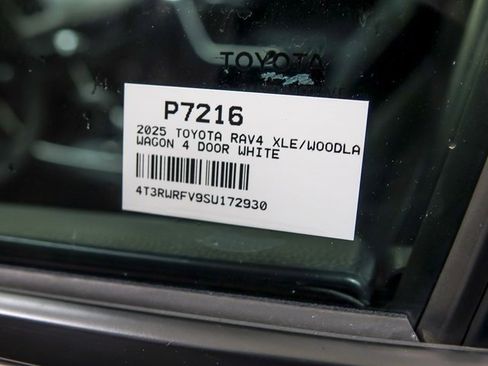 TOYOTA
P7216
2025 TOYOTA RAV4 XLE/WOODLA
WAGON 4 DOOR WHITE
4T3RWRFV9SU172930